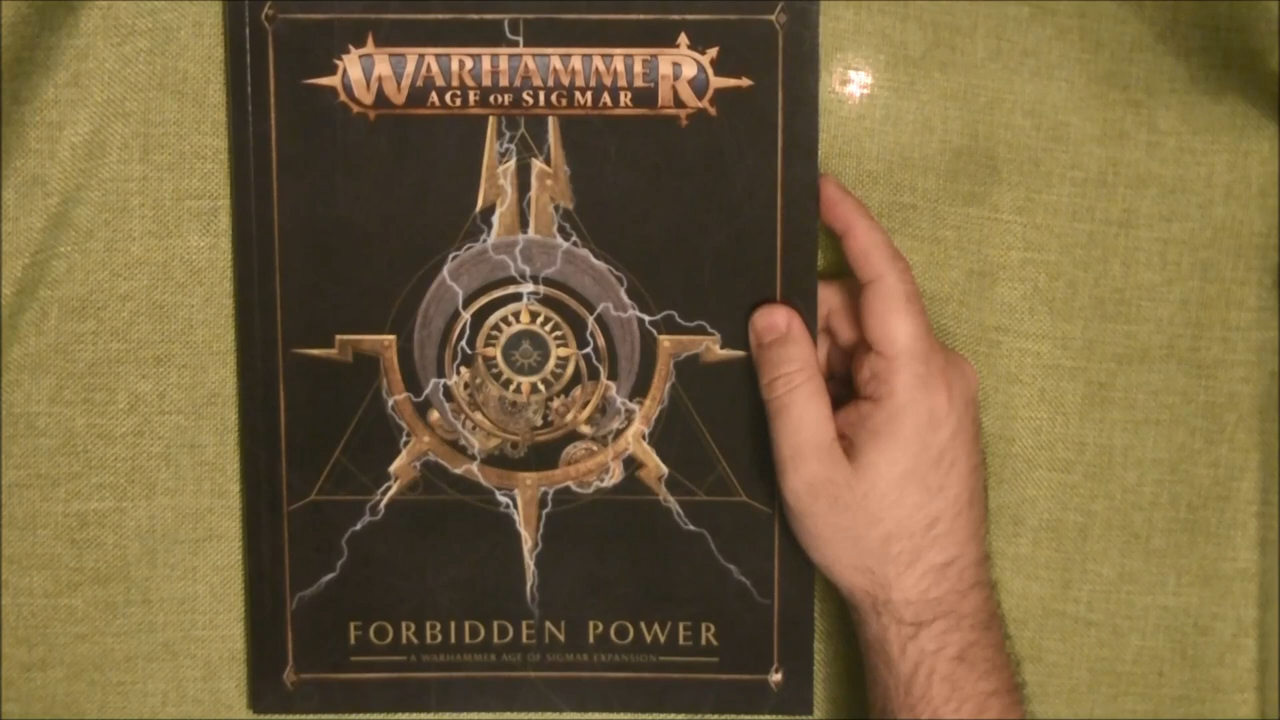 WARHAMMER
AGE OF SIGMAR
FORBIDDEN POWER
A WARHAMMER AGE OF SIGMAR EXPANSION